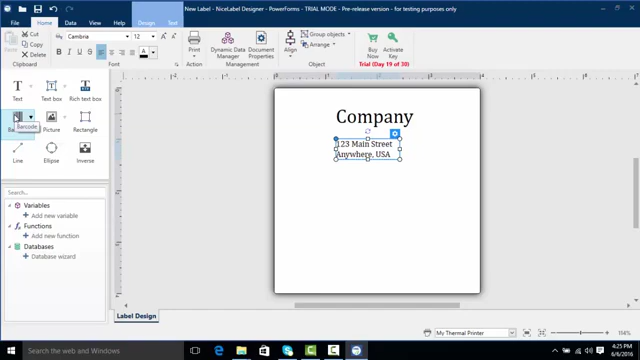 New Label - NiceLabel Designer - PowerForms - TRIAL MODE - Pre-release version - for testing purposes only
File Home Data View Design Text
Cut
Copy
Delete
Paste
Clipboard
Cambria 12
Font
Print
Action
Dynamic Data Manager
Document Properties
Form
Group objects
Align
Arrange
Objects
Buy Now
Activate Key
Trial (Day 19 of 30)
Text Text box Rich text box
Barcode Picture Rectangle
Barcode
Line Ellipse Inverse
Search...
Variables
Add new variable
Functions
Add new function
Databases
Database wizard
Company
123 Main Street
Anywhere, USA
Label Design
My Thermal Printer
Search the web and Windows
4:25 PM
6/6/2016